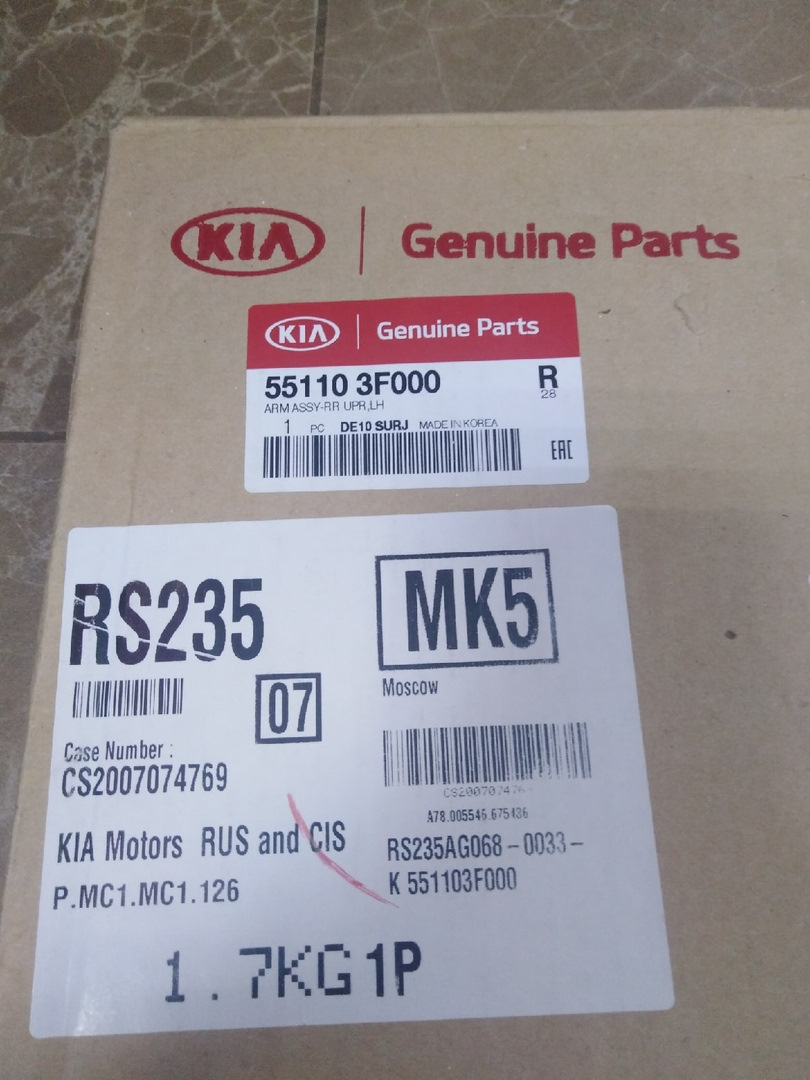 KIA Genuine Parts
KIA Genuine Parts
55110 3F000 R
ARM ASSY-RR UPR,LH 28
1 PC DE10 SURJ MADE IN KOREA
EAC
RS235
MK5
07
Moscow
Case Number :
CS2007074769
A78.005546.675436
KIA Motors RUS and CIS
RS235AG068-0033-
P.MC1.MC1.126
K 551103F000
1.7KG 1P